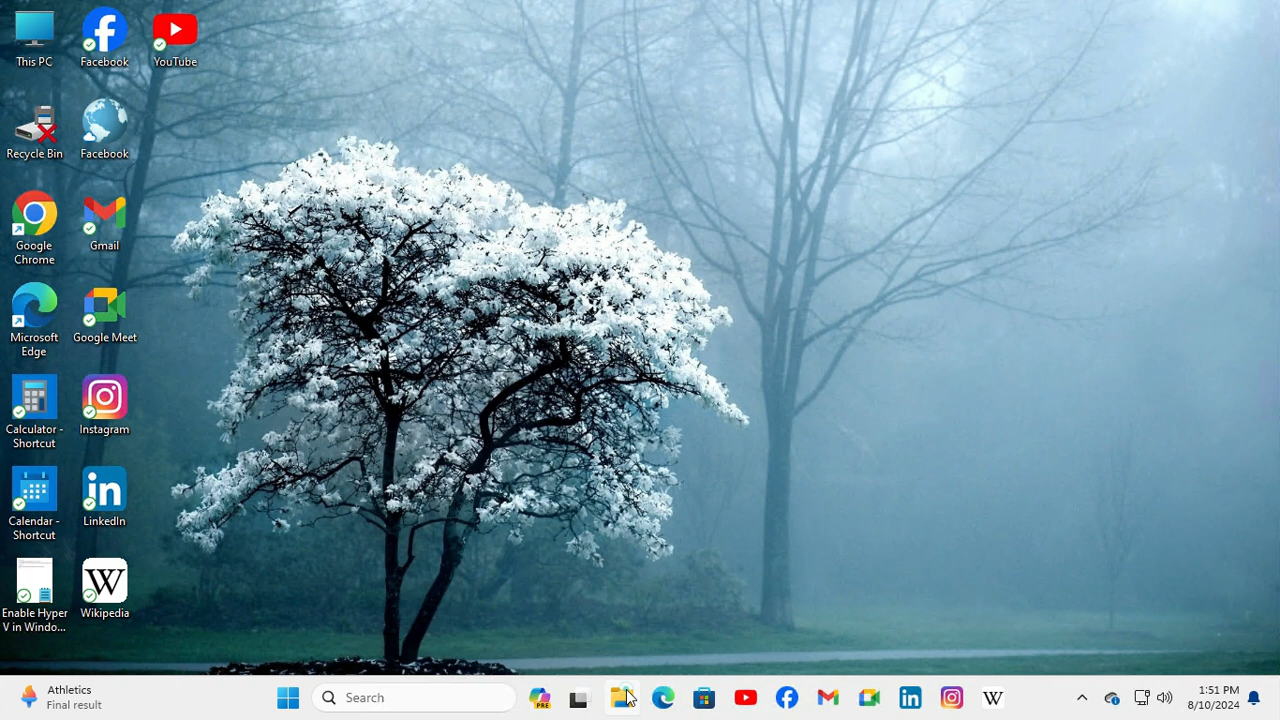 This PC
Facebook
YouTube
Recycle Bin
Facebook
Google
Chrome
Gmail
Microsoft
Edge
Google Meet
Calculator -
Shortcut
Instagram
Calendar -
Shortcut
LinkedIn
Enable Hyper
V in Windo...
Wikipedia
Athletics
Final result
Search
PRE
1:51 PM
8/10/2024